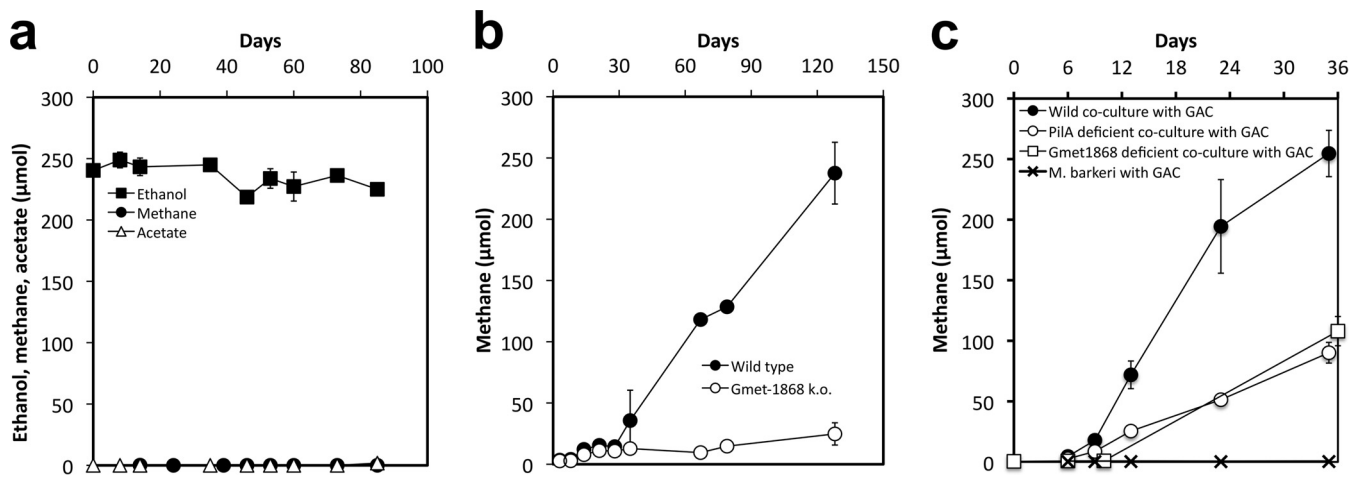 a
Days
0 20 40 60 80 100
300
250
200
150
100
50
0
Ethanol, methane, acetate (μmol)
Ethanol
Methane
Acetate
b
Days
0 30 60 90 120 150
300
250
200
150
100
50
0
Methane (μmol)
Wild type
Gmet-1868 k.o.
c
Days
0 6 12 18 24 30 36
300
250
200
150
100
50
0
Methane (μmol)
Wild co-culture with GAC
PilA deficient co-culture with GAC
Gmet1868 deficient co-culture with GAC
M. barkeri with GAC